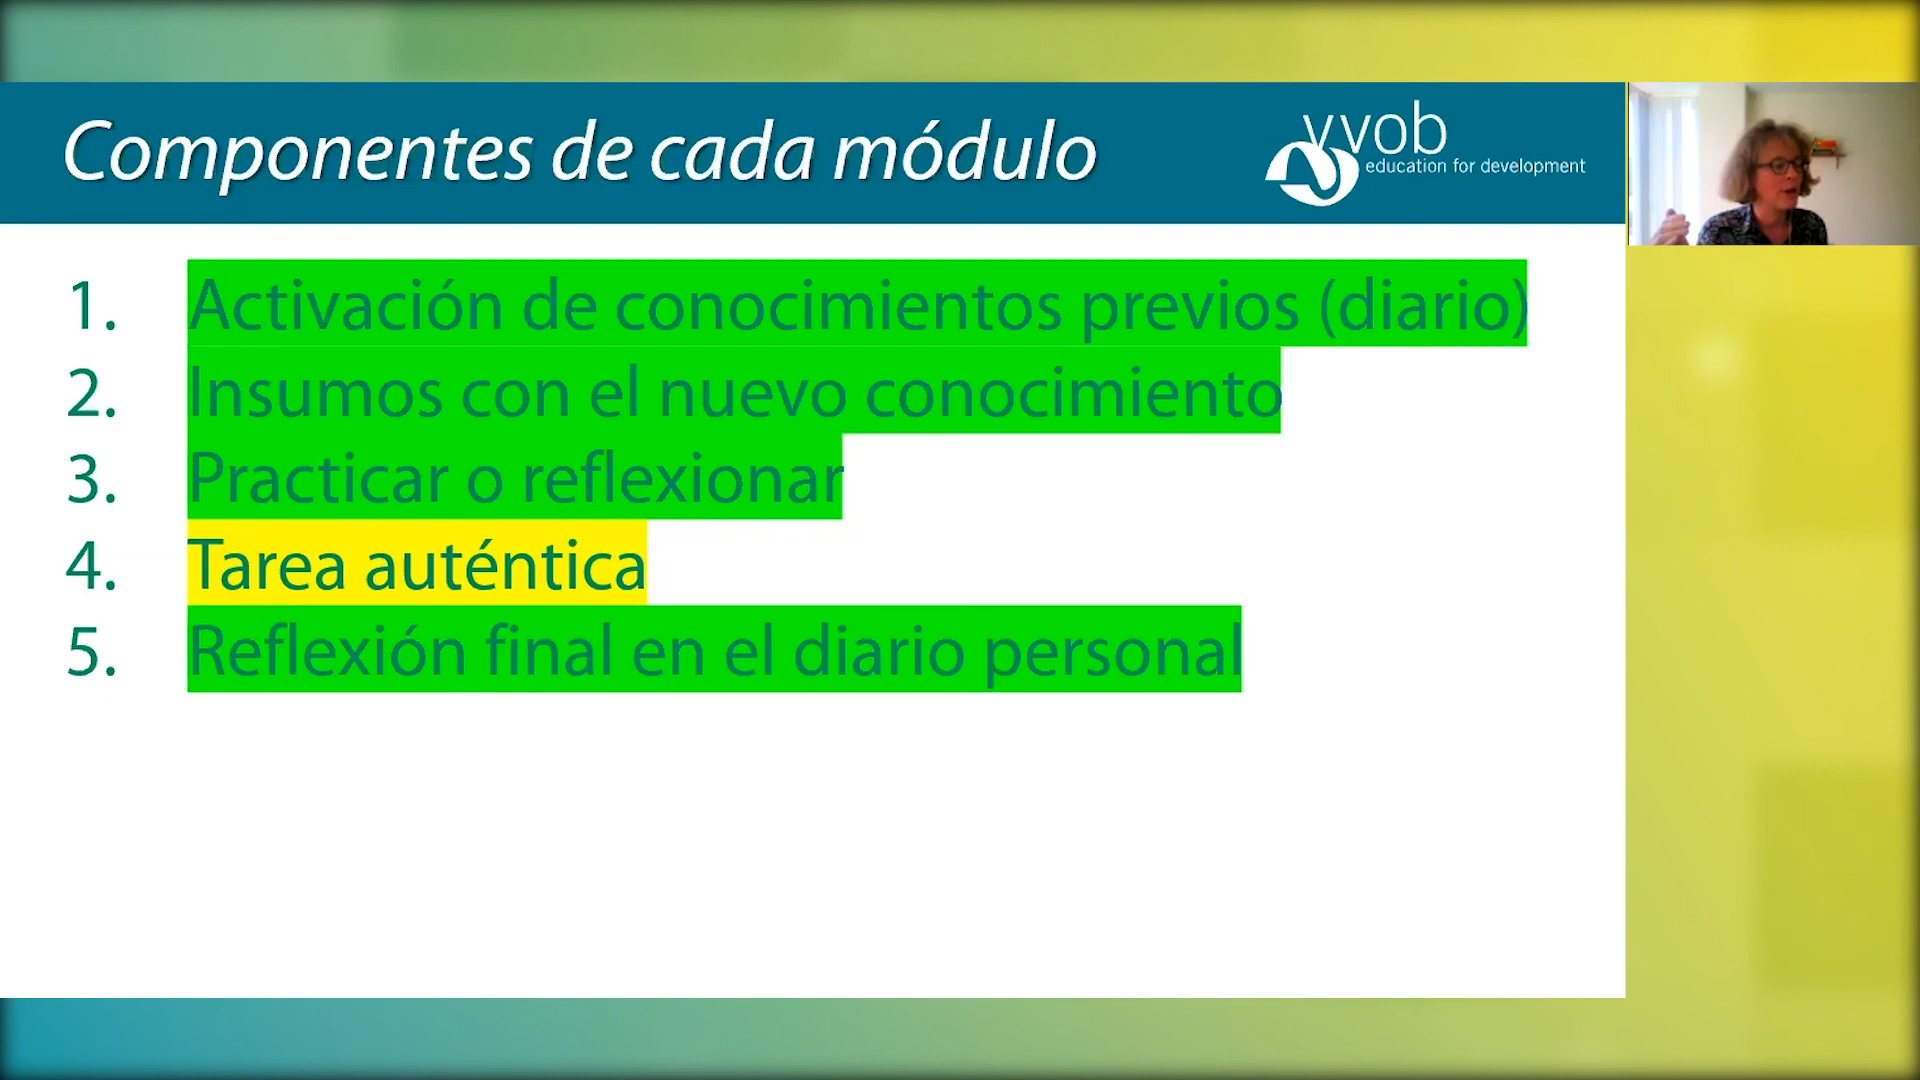 Componentes de cada módulo
vvob
education for development
1. Activación de conocimientos previos (diario)
2. Insumos con el nuevo conocimiento
3. Practicar o reflexionar
4. Tarea auténtica
5. Reflexión final en el diario personal